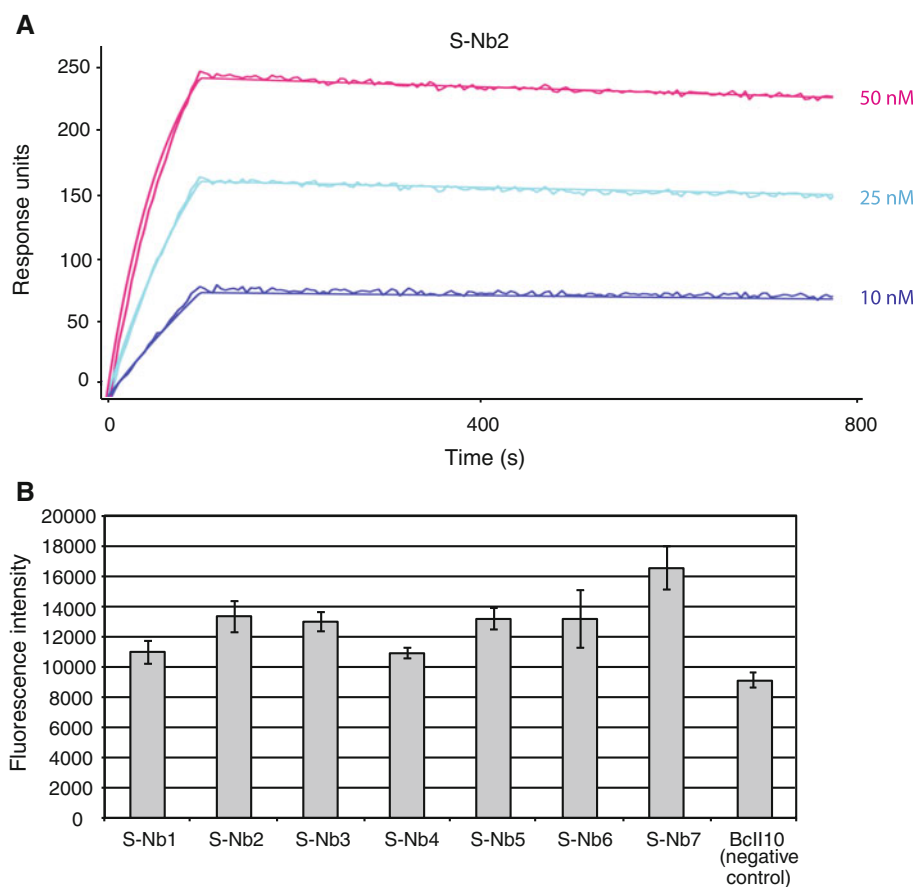 A
S-Nb2
250
200
150
100
50
0
Response units
50 nM
25 nM
10 nM
0
400
800
Time (s)
B
20000
18000
16000
14000
12000
10000
8000
6000
4000
2000
0
Fluorescence intensity
S-Nb1
S-Nb2
S-Nb3
S-Nb4
S-Nb5
S-Nb6
S-Nb7
BcII10
(negative
control)